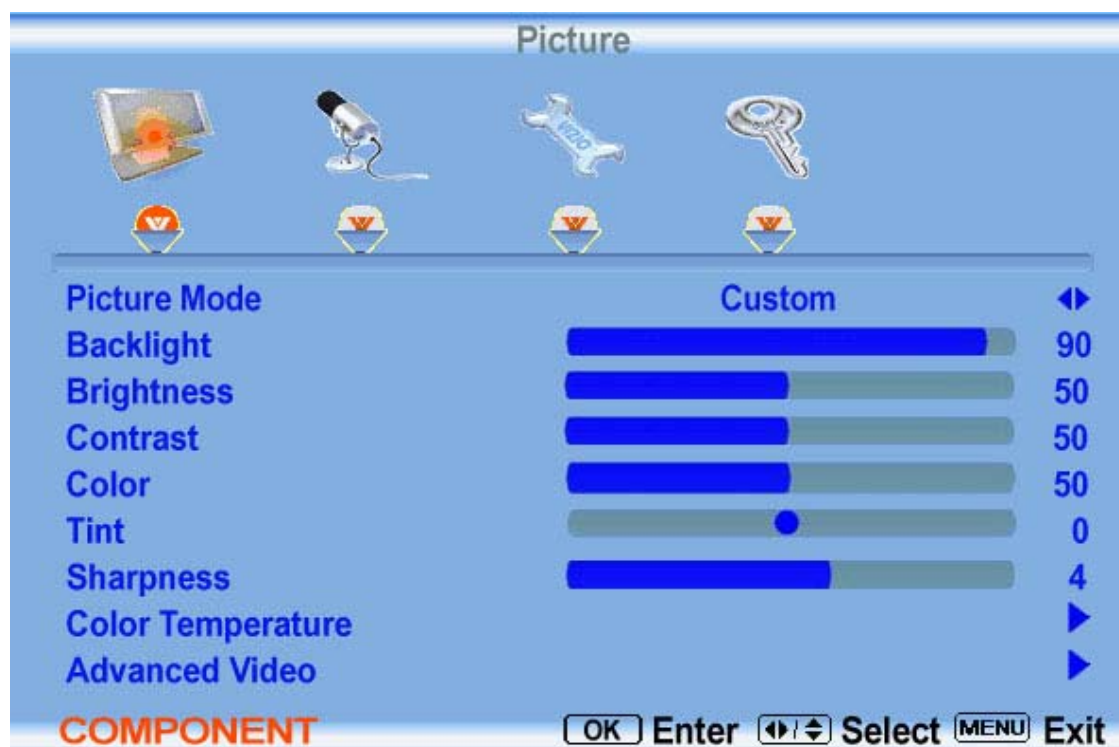 Picture
VIZIO
Picture Mode Custom
Backlight 90
Brightness 50
Contrast 50
Color 50
Tint 0
Sharpness 4
Color Temperature
Advanced Video
COMPONENT OK Enter / Select MENU Exit